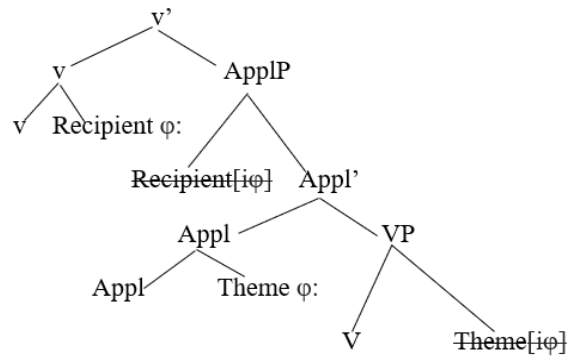 v’
v ApplP
v Recipient φ:
Recipient[iφ] Appl’
Appl VP
Appl Theme φ:
V Theme[iφ]